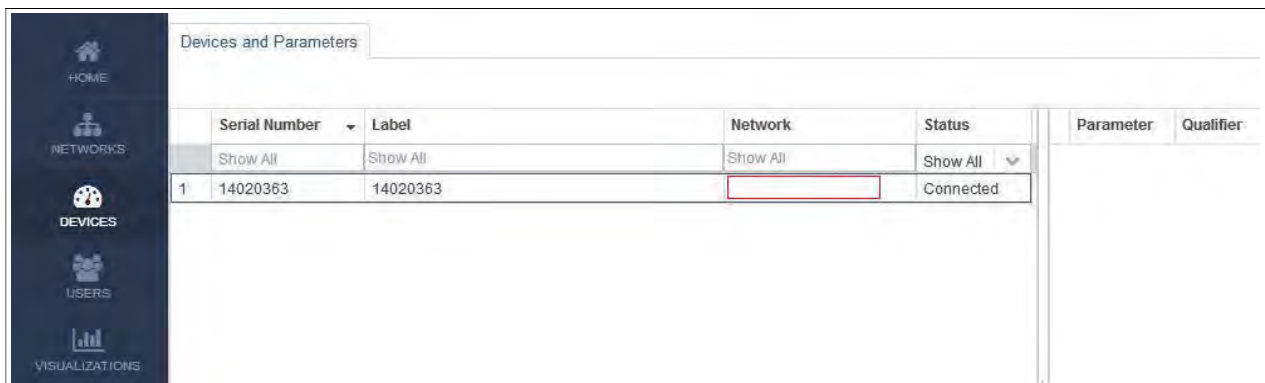 Devices and Parameters
HOME
NETWORKS
DEVICES
USERS
VISUALIZATIONS
Serial Number Label Network Status Parameter Qualifier
Show All Show All Show All Show All
1 14020363 14020363 Connected